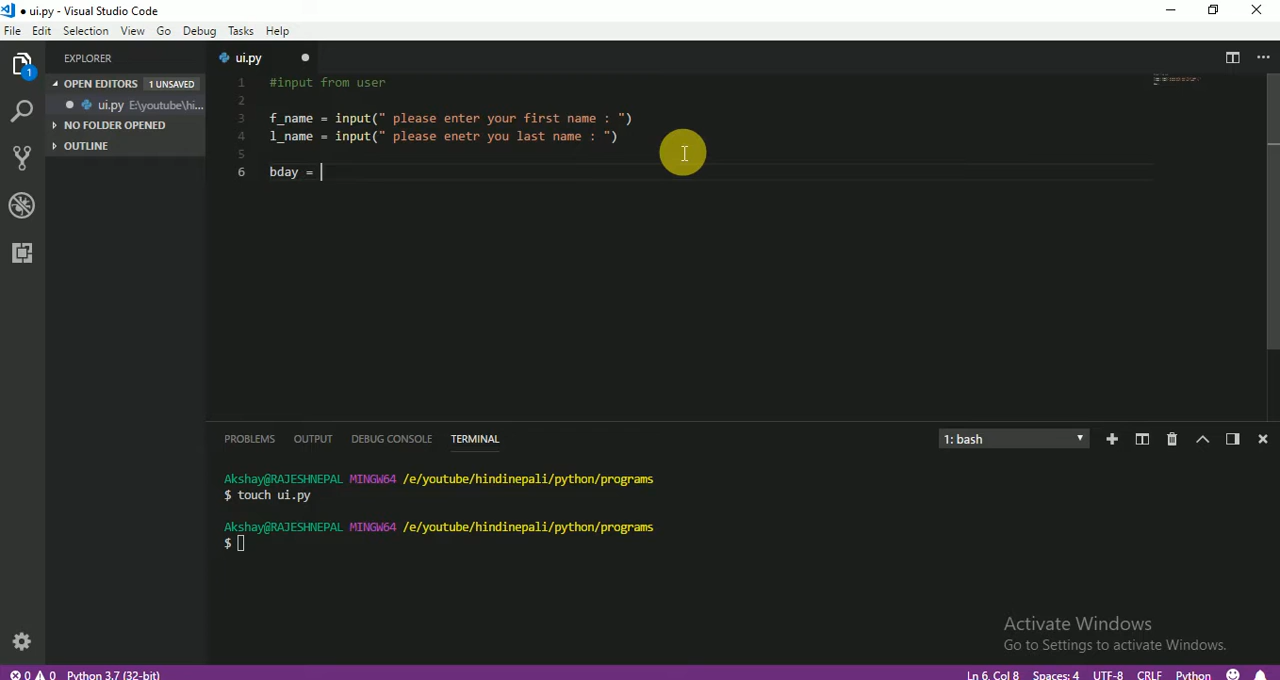 ● ui.py - Visual Studio Code
File Edit Selection View Go Debug Tasks Help
EXPLORER
OPEN EDITORS 1 UNSAVED
● ui.py E:\youtube\hi...
NO FOLDER OPENED
OUTLINE
1
ui.py ●
1 #input from user
2
3 f_name = input(" please enter your first name : ")
4 l_name = input(" please enetr you last name : ")
5
6 bday =
PROBLEMS OUTPUT DEBUG CONSOLE TERMINAL 1: bash
Akshay@RAJESHNEPAL MINGW64 /e/youtube/hindinepali/python/programs
$ touch ui.py
Akshay@RAJESHNEPAL MINGW64 /e/youtube/hindinepali/python/programs
$
Activate Windows
Go to Settings to activate Windows.
0 0 Python 3.7 (32-bit) Ln 6, Col 8 Spaces: 4 UTF-8 CRLF Python